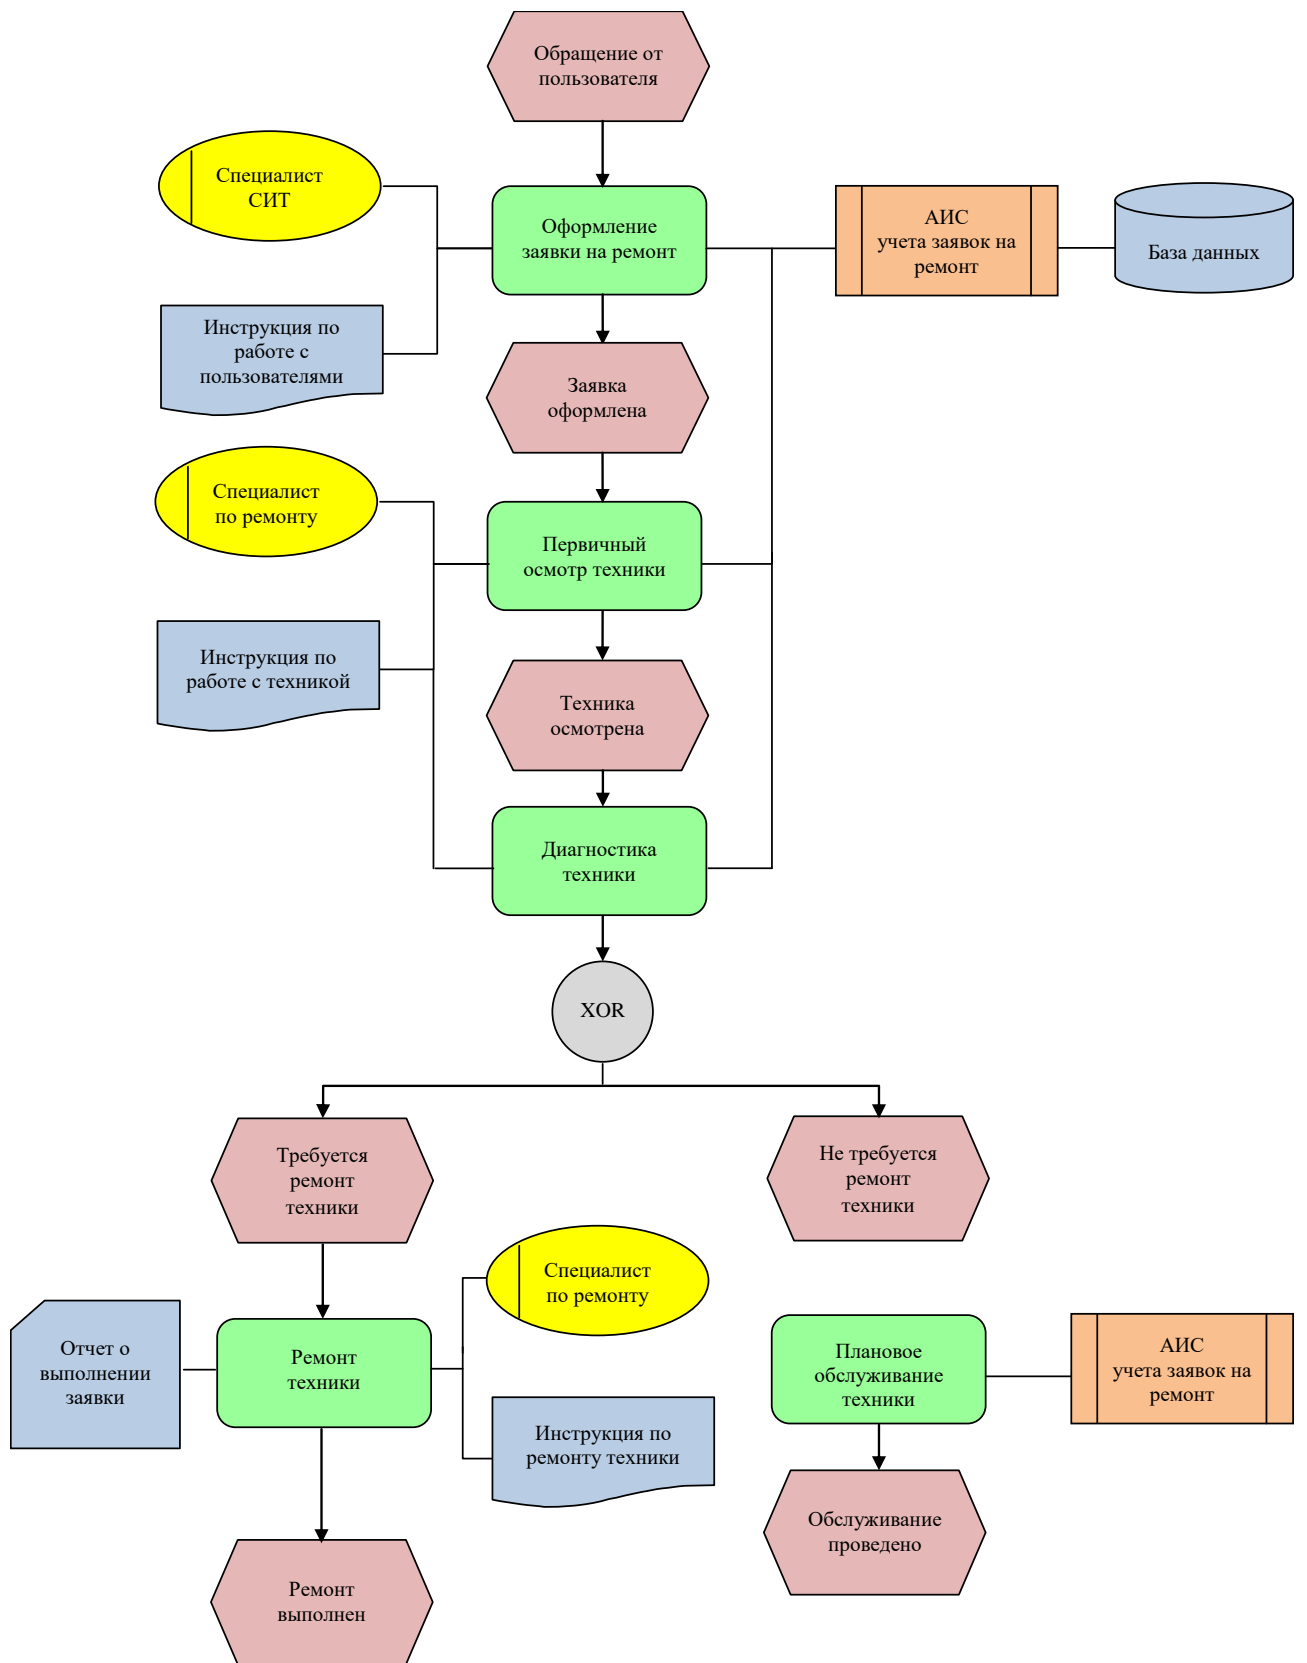 Обращение от
пользователя
Специалист
СИТ
Оформление
заявки на ремонт
АИС
учета заявок на
ремонт
База данных
Инструкция по
работе с
пользователями
Заявка
оформлена
Специалист
по ремонту
Первичный
осмотр техники
Инструкция по
работе с техникой
Техника
осмотрена
Диагностика
техники
XOR
Требуется
ремонт
техники
Не требуется
ремонт
техники
Специалист
по ремонту
Отчет о
выполнении
заявки
Ремонт
техники
Плановое
обслуживание
техники
АИС
учета заявок на
ремонт
Инструкция по
ремонту техники
Обслуживание
проведено
Ремонт
выполнен